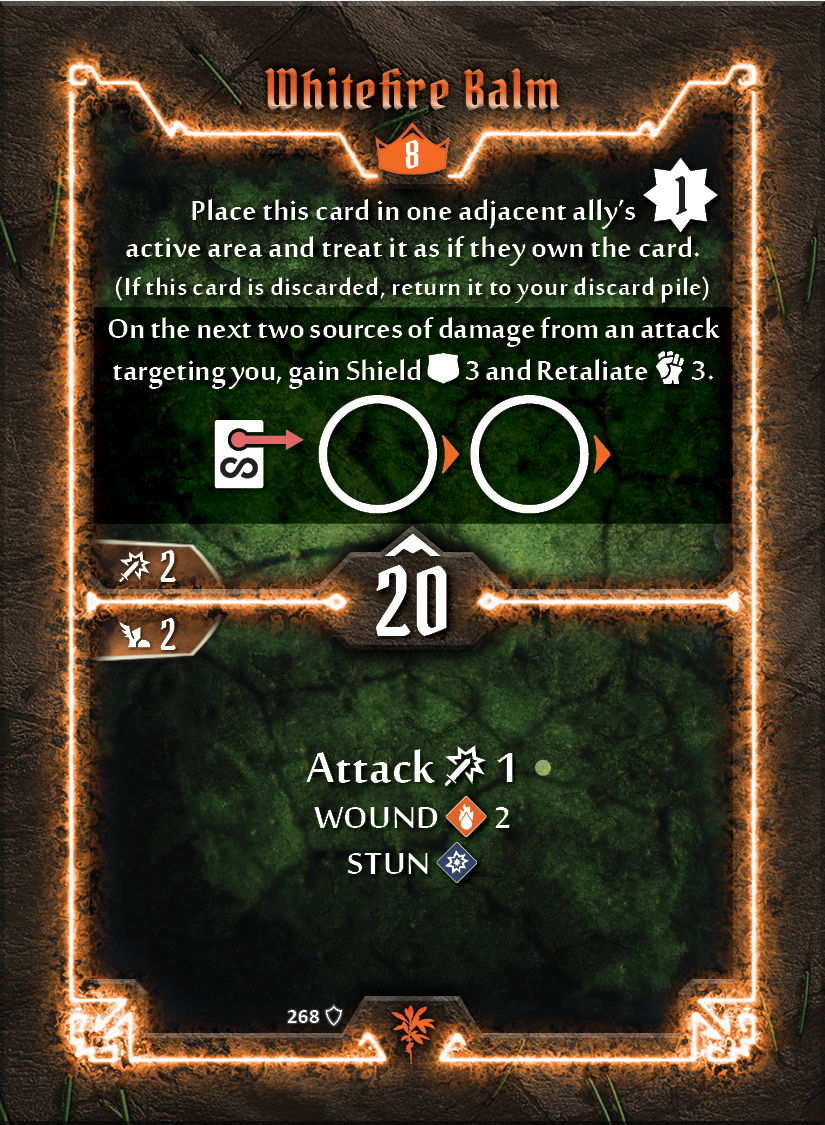 Whitefire Balm
8
Place this card in one adjacent ally's 1
active area and treat it as if they own the card.
(If this card is discarded, return it to your discard pile)
On the next two sources of damage from an attack
targeting you, gain Shield 3 and Retaliate 3.
S
2
20
2
Attack 1
WOUND 2
STUN
268